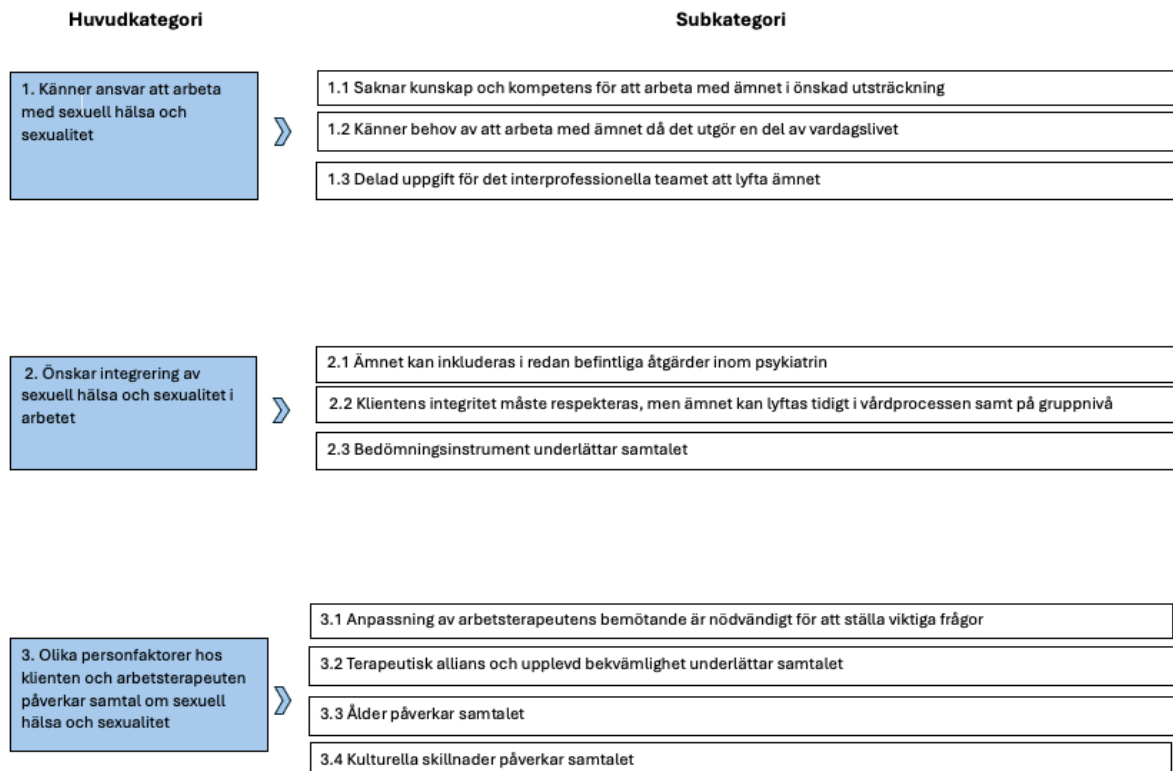 Huvudkategori
Subkategori
1. Känner ansvar att arbeta
med sexuell hälsa och
sexualitet
1.1 Saknar kunskap och kompetens för att arbeta med ämnet i önskad utsträckning
1.2 Känner behov av att arbeta med ämnet då det utgör en del av vardagslivet
1.3 Delad uppgift för det interprofessionella teamet att lyfta ämnet
2. Önskar integrering av
sexuell hälsa och sexualitet i
arbetet
2.1 Ämnet kan inkluderas i redan befintliga åtgärder inom psykiatrin
2.2 Klientens integritet måste respekteras, men ämnet kan lyftas tidigt i vårdprocessen samt på gruppnivå
2.3 Bedömningsinstrument underlättar samtalet
3. Olika personfaktorer hos
klienten och arbetsterapeuten
påverkar samtal om sexuell
hälsa och sexualitet
3.1 Anpassning av arbetsterapeutens bemötande är nödvändigt för att ställa viktiga frågor
3.2 Terapeutisk allians och upplevd bekvämlighet underlättar samtalet
3.3 Ålder påverkar samtalet
3.4 Kulturella skillnader påverkar samtalet